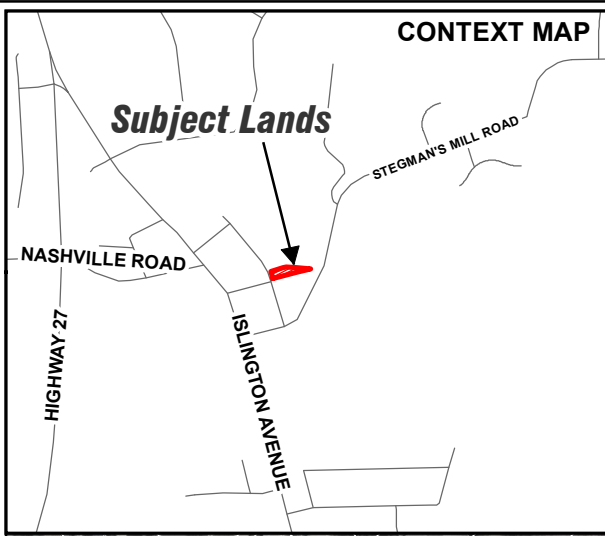 CONTEXT MAP
Subject Lands
STEGMAN'S MILL ROAD
NASHVILLE ROAD
HIGHWAY 27
ISLINGTON AVENUE